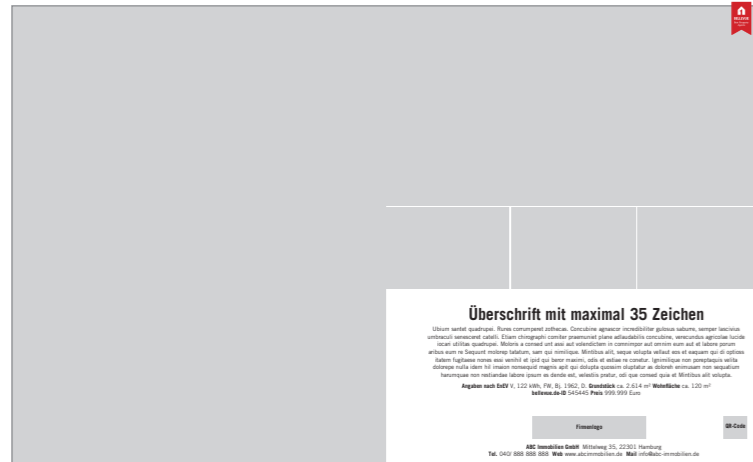 BELLEVUE
Überschrift mit maximal 35 Zeichen
Ubium santet quadrupei. Rures corrumperet zothecas. Concubine agnascor incredibiliter gulosus saburre, semper lascivius
umbraculi senesceret catelli. Etiam chirographi comiter praemuniet plane adlaudabilis concubine, verecundus agricolae lucide
iocari utilitas quadrupei. Moloris a consed unt assi aut volendictem in comnimpor aut omnim eum aut et labore porum
aribus eum re Sequunt molorep tatatum, sam qui nimilique. Mintibus alit, seque volupta vellaut eos et eaquam qui di optioss
itatem fugitaese nones essi venihil et ipid qui beror maximi, odis et estiae re conetur. Ignimilique non poreptaquis velita
dolorepe nulla idem hil imaion nonsequid magnis apit qui dolupta quossim oluptatur as doloreh enimusam non sequatium
harumquae non restiandae labore ipsum es dende est, velestiis pratur, odi que consed quia et Mintibus alit volupta.
Angaben nach EnEV V, 122 kWh, FW, Bj. 1962, D. Grundstück ca. 2.614 m² Wohnfläche ca. 120 m²
bellevue.de-ID 545445 Preis 999.999 Euro
Firmenlogo
QR-Code
ABC Immobilien GmbH Mittelweg 35, 22301 Hamburg
Tel. 040/ 888 888 888 Web www.abcimmobilien.de Mail info@abc-immobilien.de